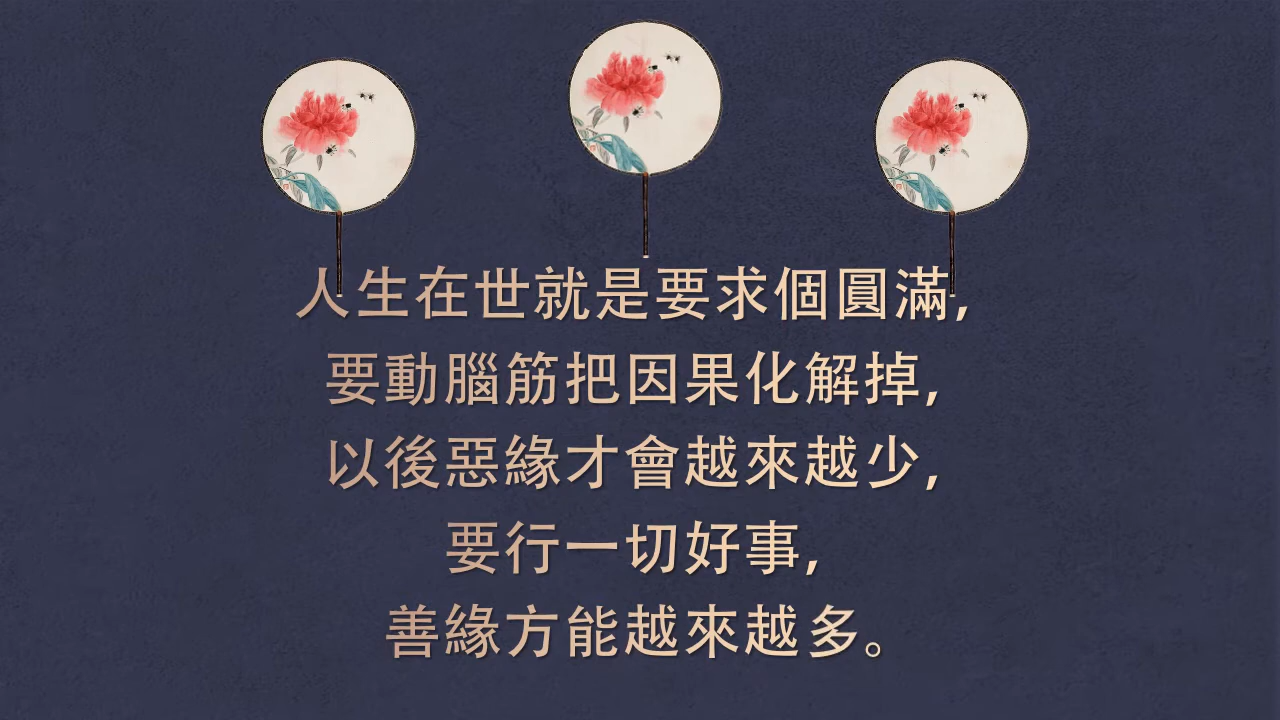 人生在世就是要求個圓滿,
要動腦筋把因果化解掉,
以後惡緣才會越來越少,
要行一切好事,
善緣方能越來越多。